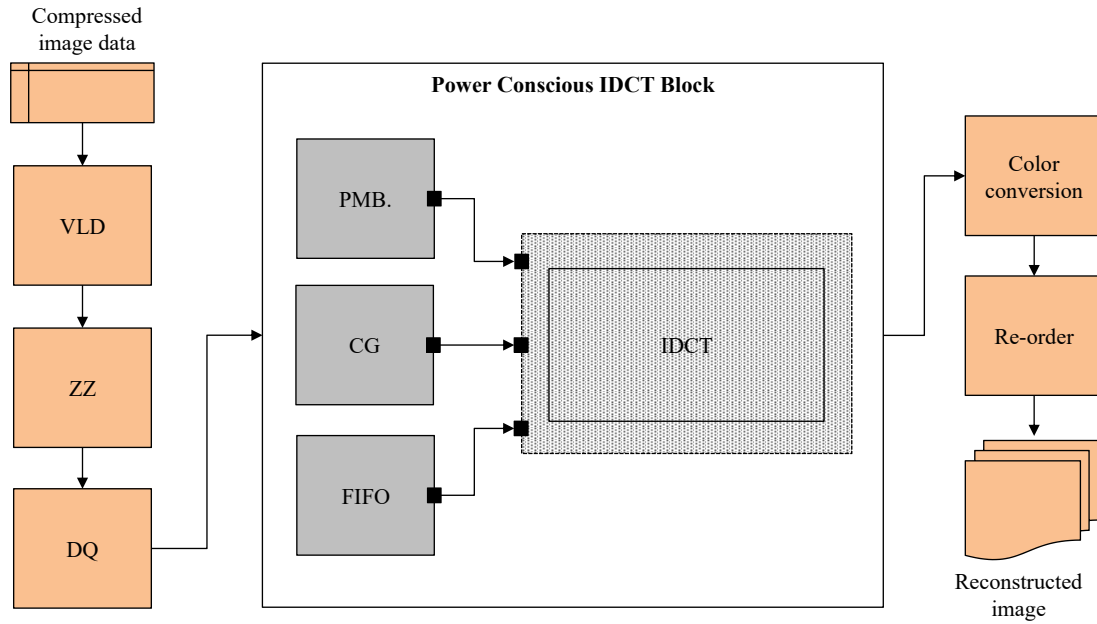 Compressed
image data
VLD
ZZ
DQ
Power Conscious IDCT Block
PMB.
CG
FIFO
IDCT
Color
conversion
Re-order
Reconstructed
image